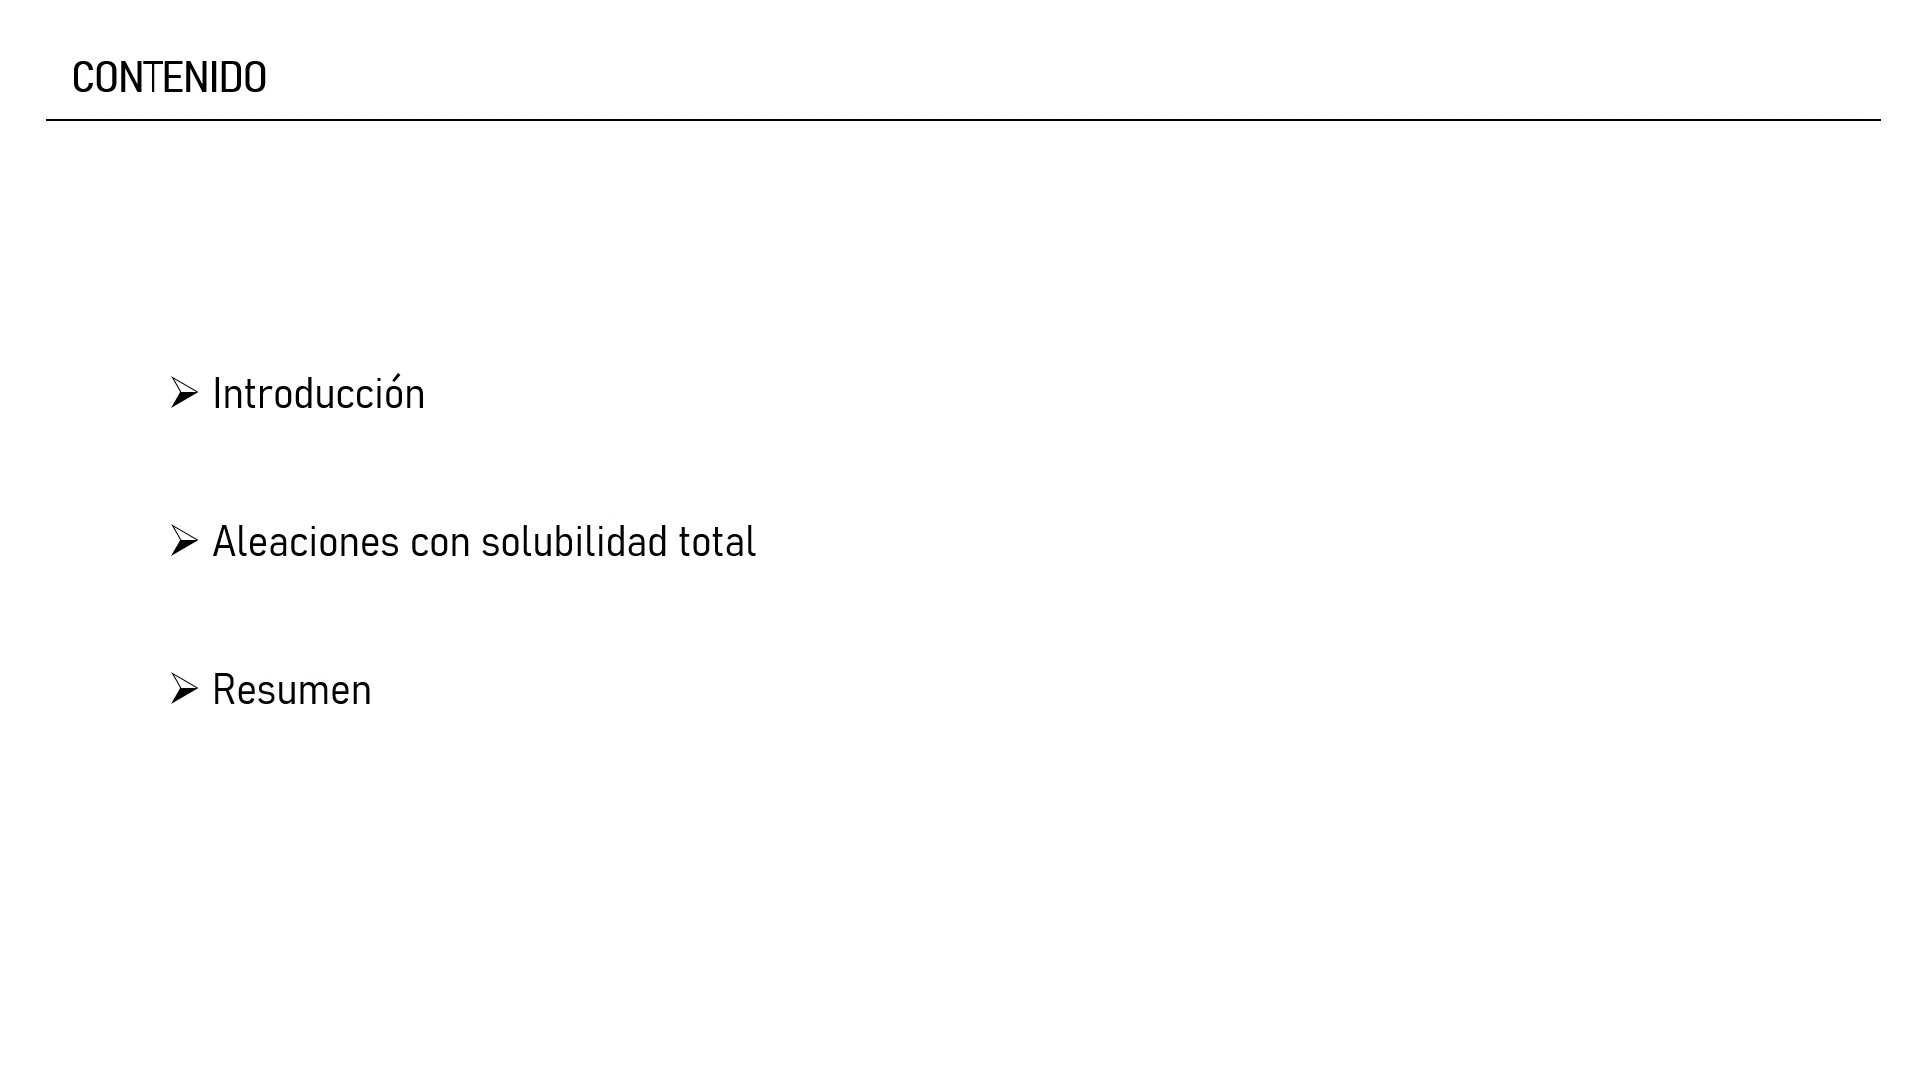 CONTENIDO
➢ Introducción
➢ Aleaciones con solubilidad total
➢ Resumen